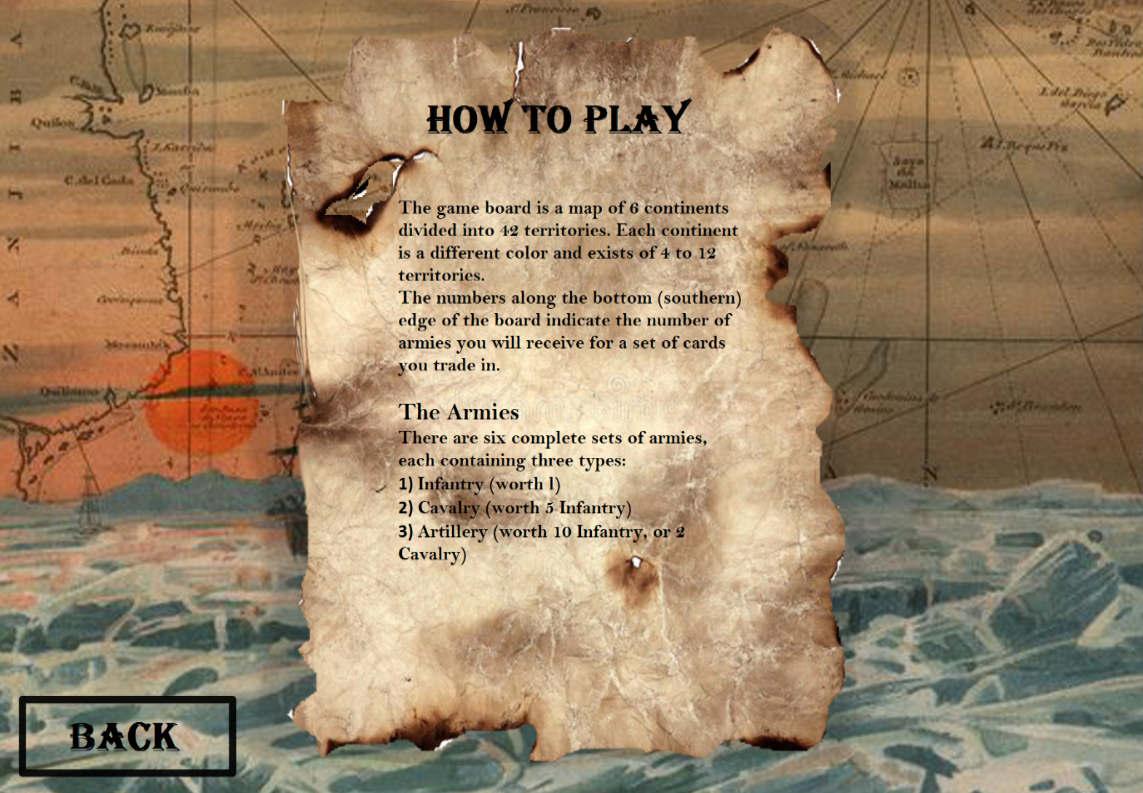 HOW TO PLAY
The game board is a map of 6 continents
divided into 42 territories. Each continent
is a different color and exists of 4 to 12
territories.
The numbers along the bottom (southern)
edge of the board indicate the number of
armies you will receive for a set of cards
you trade in.
The Armies
There are six complete sets of armies,
each containing three types:
1) Infantry (worth l)
2) Cavalry (worth 5 Infantry)
3) Artillery (worth 10 Infantry, or 2
Cavalry)
BACK